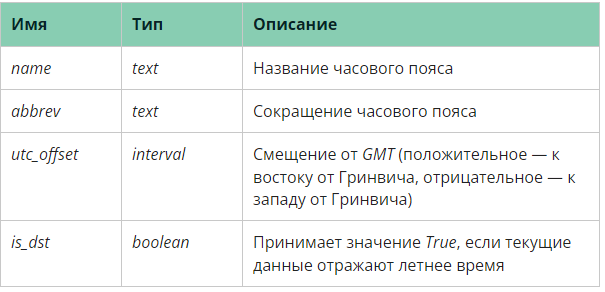 Имя Тип Описание
name text Название часового пояса
abbrev text Сокращение часового пояса
utc_offset interval Смещение от GMT (положительное — к
востоку от Гринвича, отрицательное — к
западу от Гринвича)
is_dst boolean Принимает значение True, если текущие
данные отражают летнее время